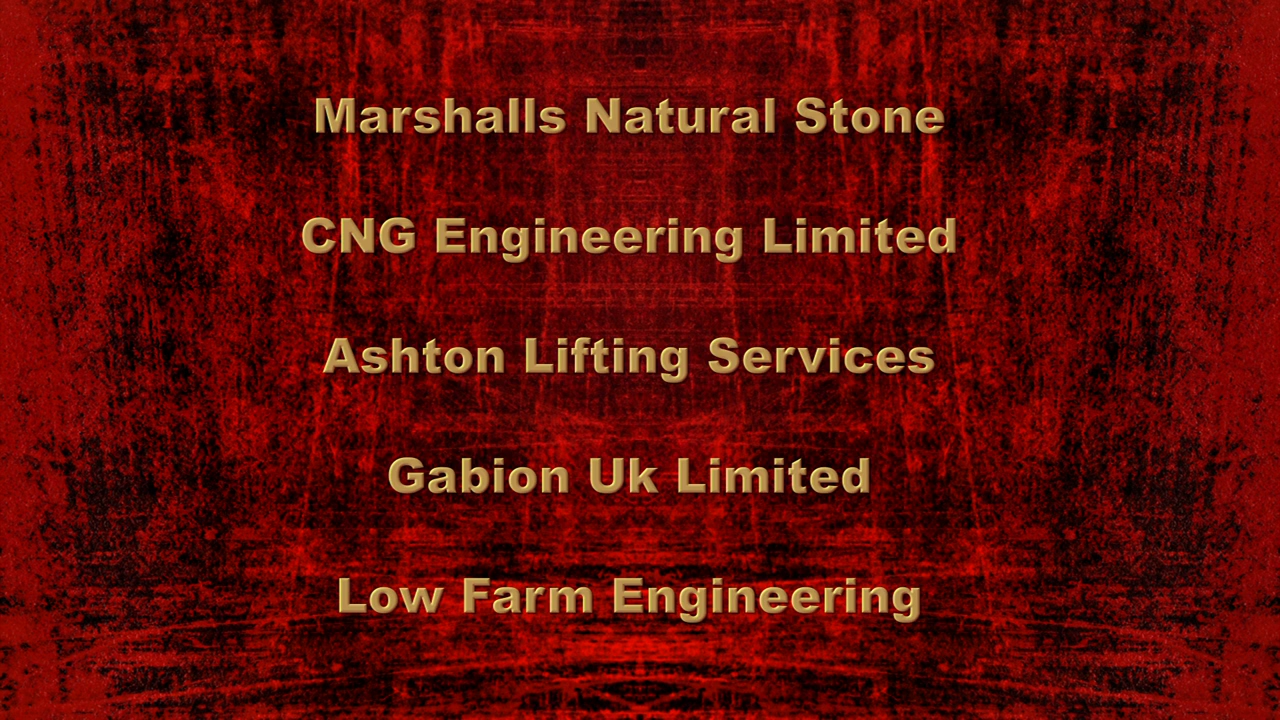 Marshalls Natural Stone
CNG Engineering Limited
Ashton Lifting Services
Gabion Uk Limited
Low Farm Engineering